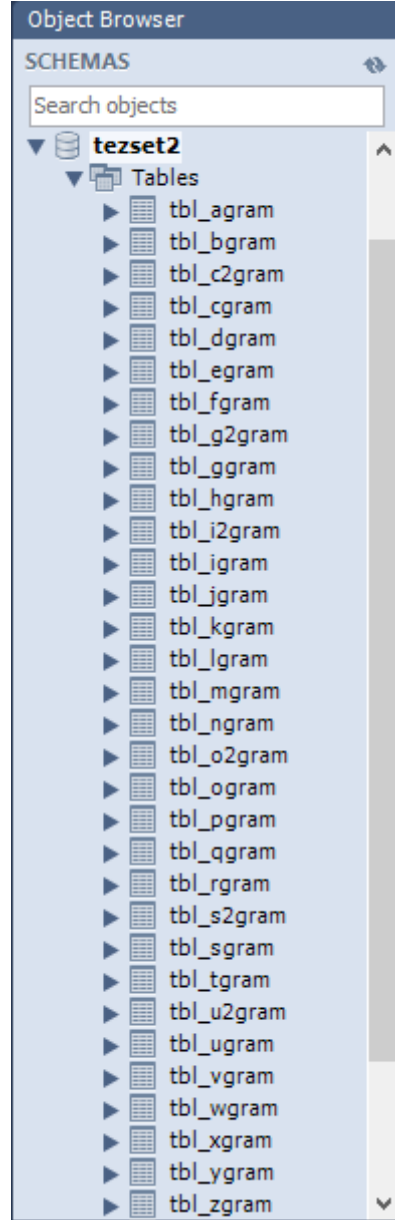 Object Browser
SCHEMAS
Search objects
tezset2
Tables
tbl_agram
tbl_bgram
tbl_c2gram
tbl_cgram
tbl_dgram
tbl_egram
tbl_fgram
tbl_g2gram
tbl_ggram
tbl_hgram
tbl_i2gram
tbl_igram
tbl_jgram
tbl_kgram
tbl_lgram
tbl_mgram
tbl_ngram
tbl_o2gram
tbl_ogram
tbl_pgram
tbl_qgram
tbl_rgram
tbl_s2gram
tbl_sgram
tbl_tgram
tbl_u2gram
tbl_ugram
tbl_vgram
tbl_wgram
tbl_xgram
tbl_ygram
tbl_zgram